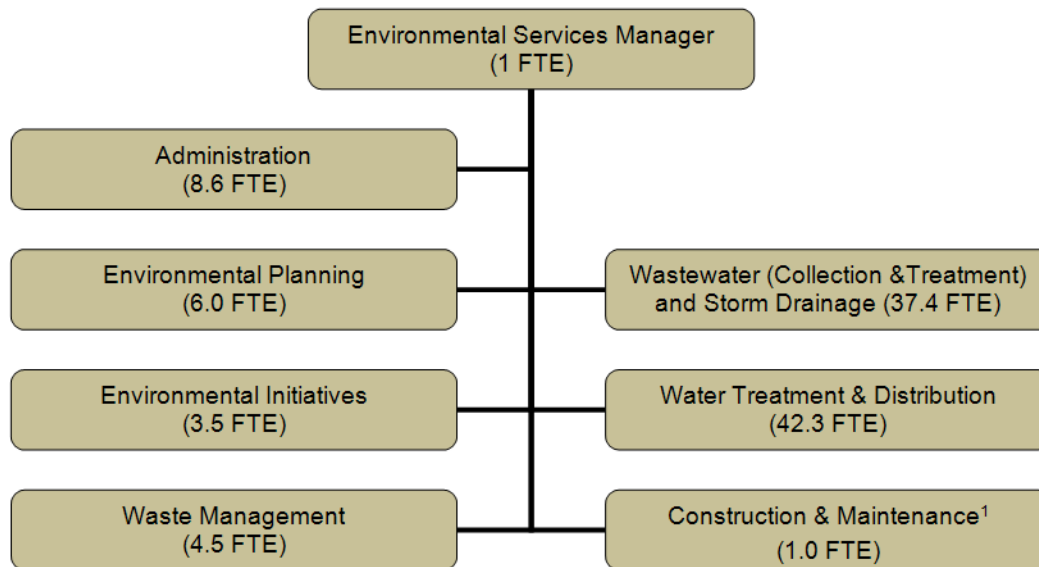 Environmental Services Manager
(1 FTE)
Administration
(8.6 FTE)
Environmental Planning
(6.0 FTE)
Wastewater (Collection &Treatment)
and Storm Drainage (37.4 FTE)
Environmental Initiatives
(3.5 FTE)
Water Treatment & Distribution
(42.3 FTE)
Waste Management
(4.5 FTE)
Construction & Maintenance¹
(1.0 FTE)